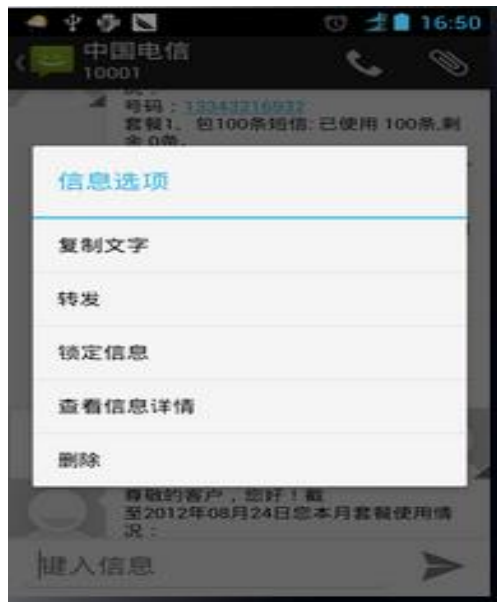 16:50
中国电信
10001
况：
号码：13343216932
套餐1、包100条短信: 已使用 100条,剩
余 0条。
信息选项
复制文字
转发
锁定信息
查看信息详情
删除
尊敬的客户，您好！截
至2012年08月24日您本月套餐使用情
况：
键入信息